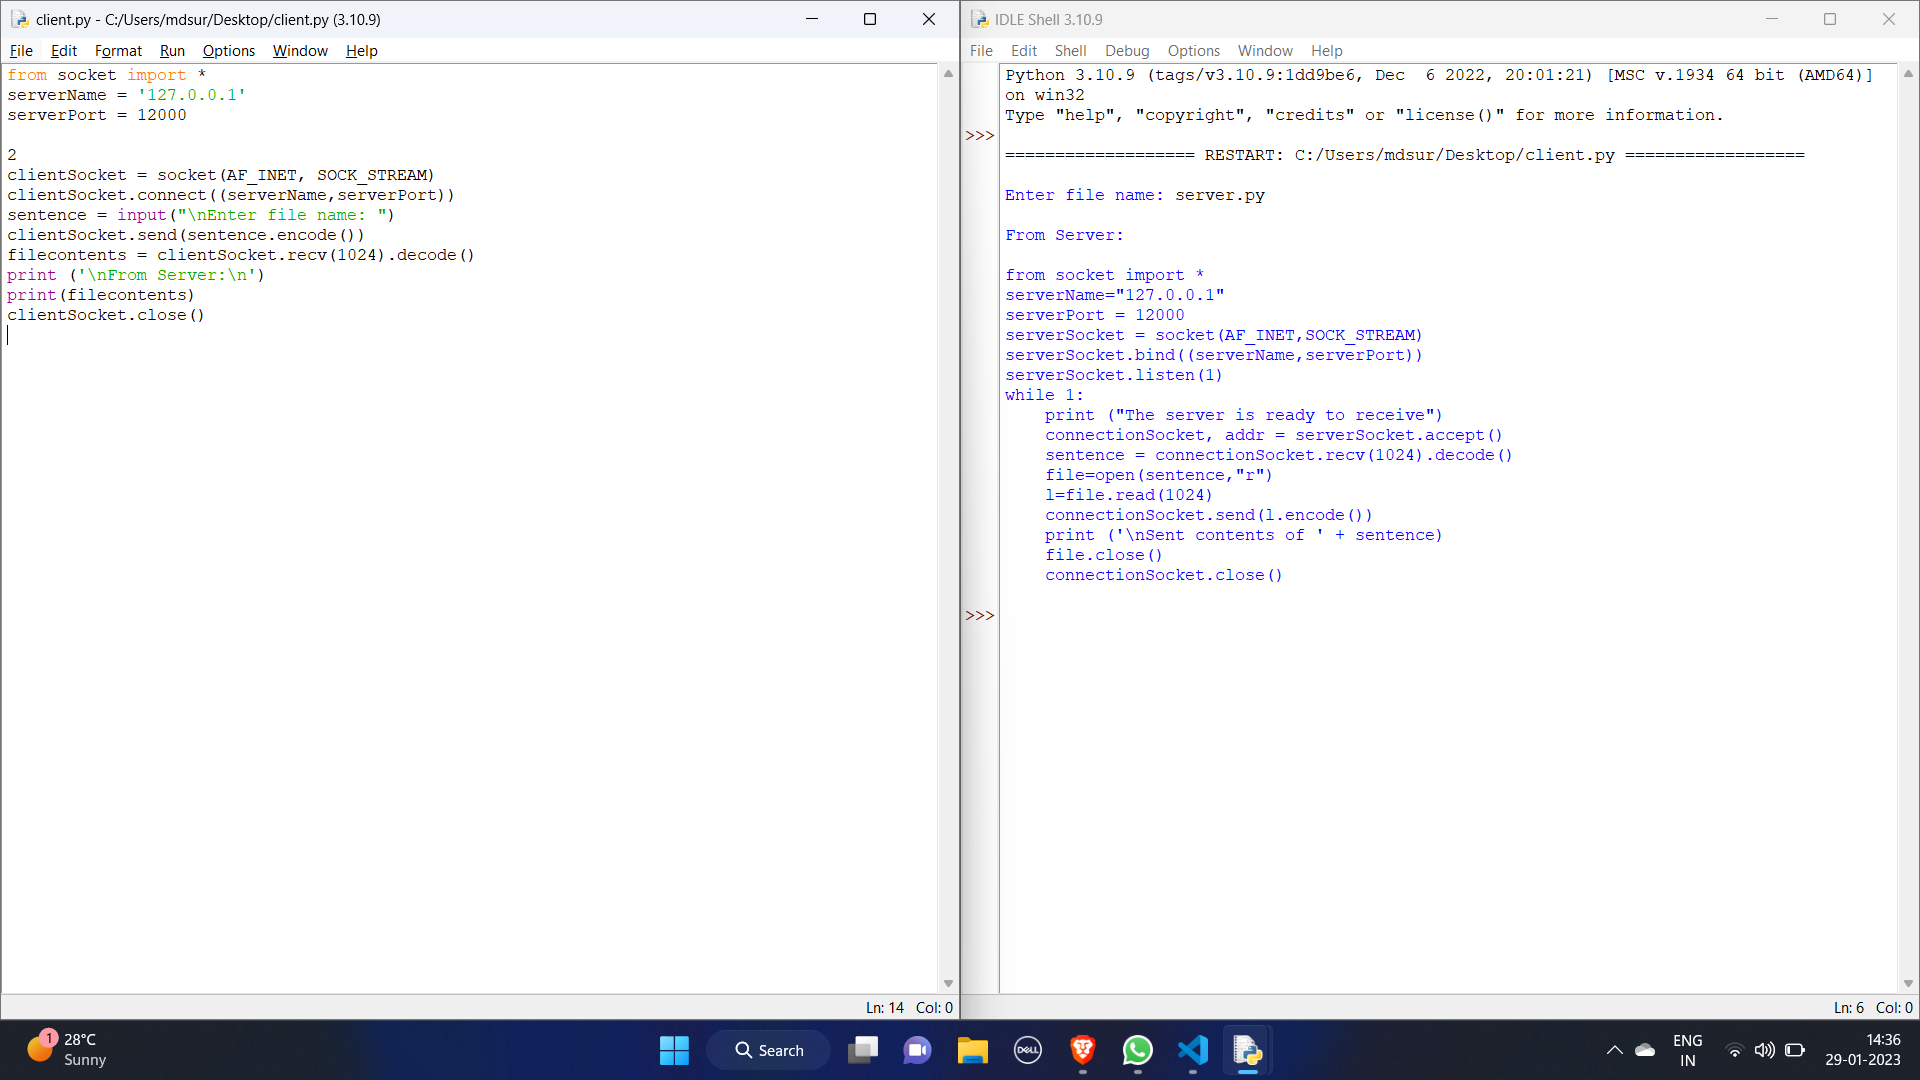 client.py - C:/Users/mdsur/Desktop/client.py (3.10.9)
File Edit Format Run Options Window Help
from socket import *
serverName = '127.0.0.1'
serverPort = 12000
2
clientSocket = socket(AF_INET, SOCK_STREAM)
clientSocket.connect((serverName,serverPort))
sentence = input("\nEnter file name: ")
clientSocket.send(sentence.encode())
filecontents = clientSocket.recv(1024).decode()
print ('\nFrom Server:\n')
print(filecontents)
clientSocket.close()
Ln: 14 Col: 0
IDLE Shell 3.10.9
File Edit Shell Debug Options Window Help
Python 3.10.9 (tags/v3.10.9:1dd9be6, Dec  6 2022, 20:01:21) [MSC v.1934 64 bit (AMD64)]
on win32
Type "help", "copyright", "credits" or "license()" for more information.
>>>
=================== RESTART: C:/Users/mdsur/Desktop/client.py ==================
Enter file name: server.py
From Server:
from socket import *
serverName="127.0.0.1"
serverPort = 12000
serverSocket = socket(AF_INET,SOCK_STREAM)
serverSocket.bind((serverName,serverPort))
serverSocket.listen(1)
while 1:
    print ("The server is ready to receive")
    connectionSocket, addr = serverSocket.accept()
    sentence = connectionSocket.recv(1024).decode()
    file=open(sentence,"r")
    l=file.read(1024)
    connectionSocket.send(l.encode())
    print ('\nSent contents of ' + sentence)
    file.close()
    connectionSocket.close()
>>>
Ln: 6 Col: 0
1
28°C
Sunny
Search
DELL
ENG
IN
14:36
29-01-2023